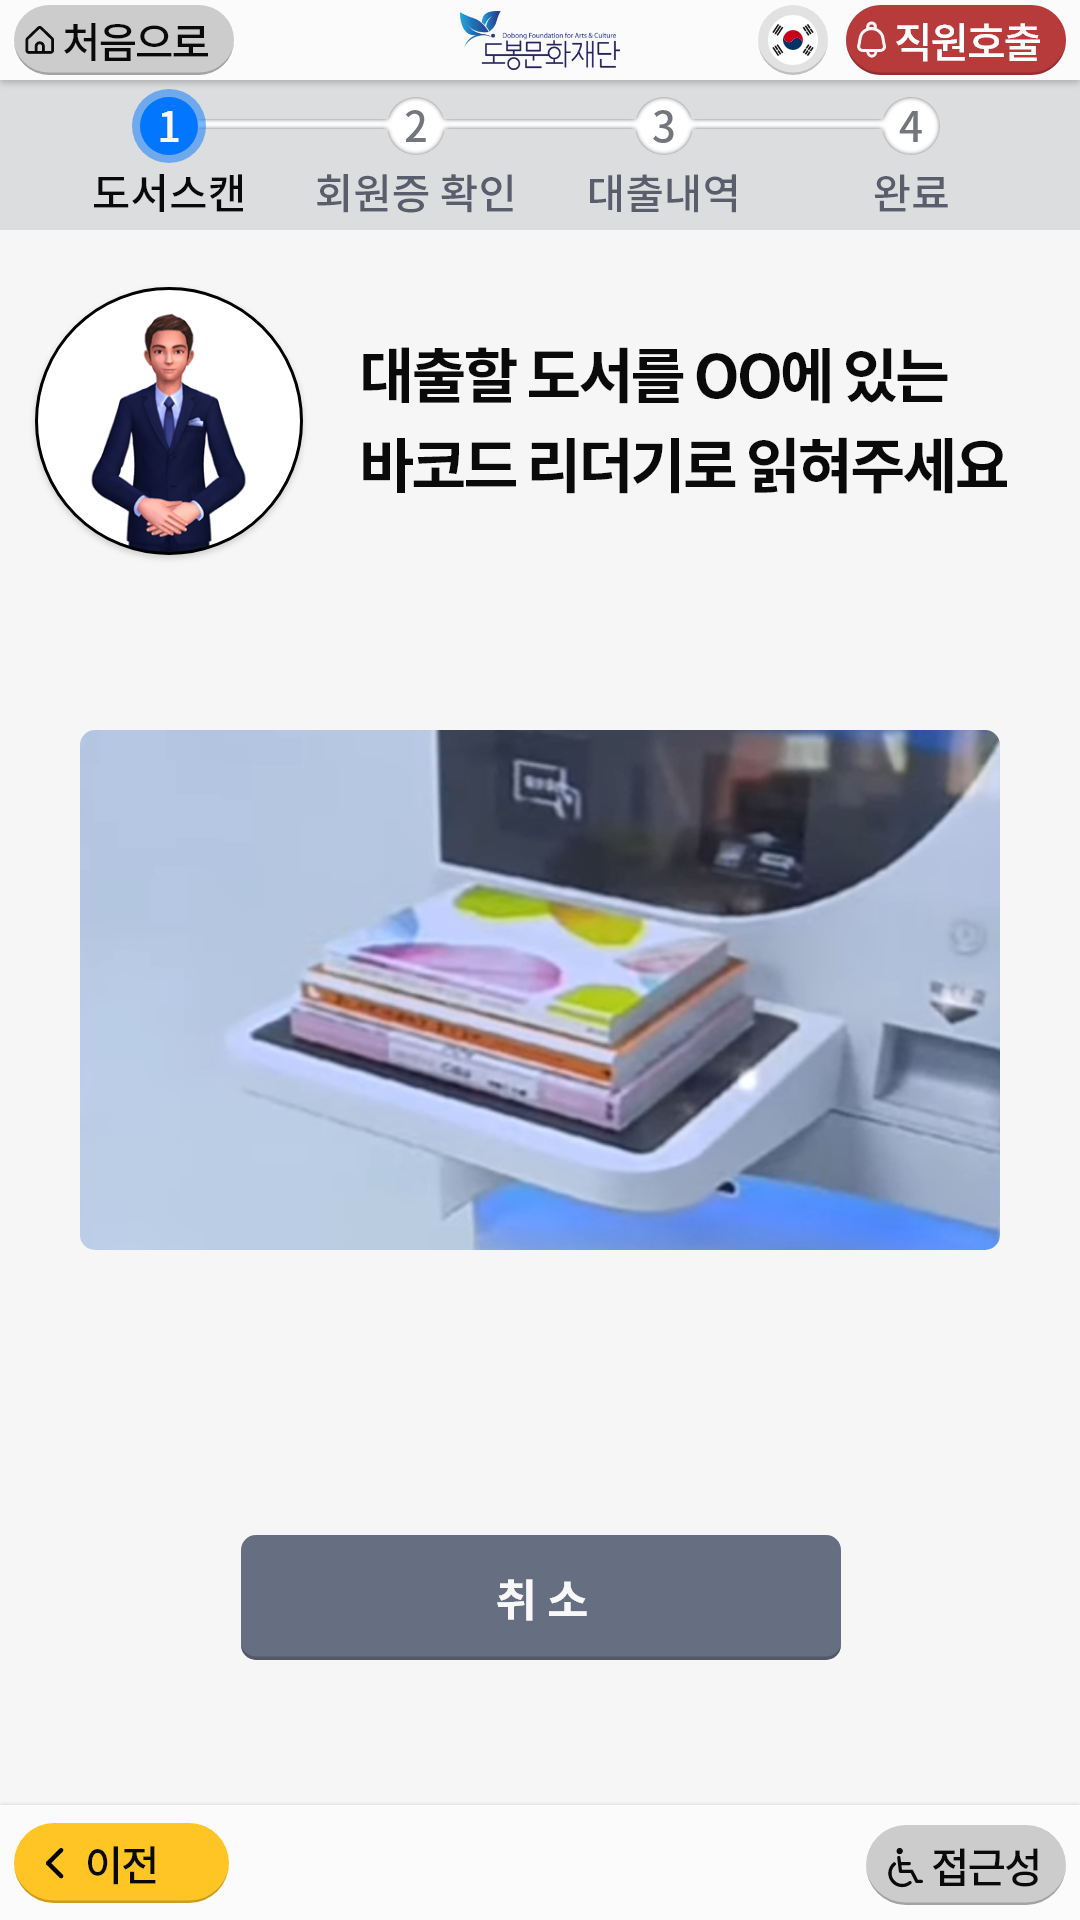 처음으로
Dobong Foundation for Arts & Culture
도봉문화재단
직원호출
1 2 3 4
도서스캔 회원증 확인 대출내역 완료
대출할 도서를 OO에 있는
바코드 리더기로 읽혀주세요
취 소
이전
접근성